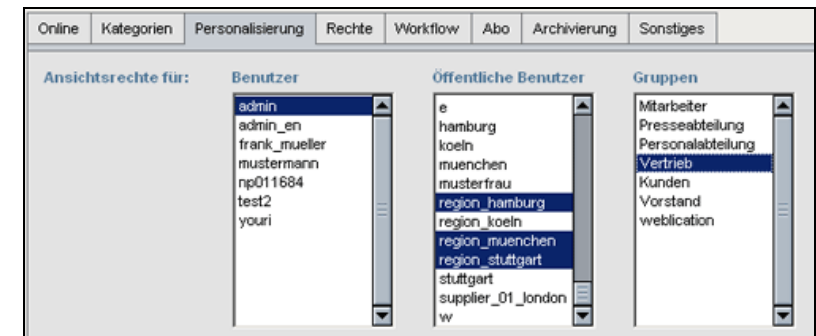 Online Kategorien Personalisierung Rechte Workflow Abo Archivierung Sonstiges
Ansichtsrechte für: Benutzer Öffentliche Benutzer Gruppen
admin
admin_en
frank_mueller
mustermann
np011684
test2
youri
e
hamburg
koeln
muenchen
musterfrau
region_hamburg
region_koeln
region_muenchen
region_stuttgart
stuttgart
supplier_01_london
w
Mitarbeiter
Presseabteilung
Personalabteilung
Vertrieb
Kunden
Vorstand
weblication